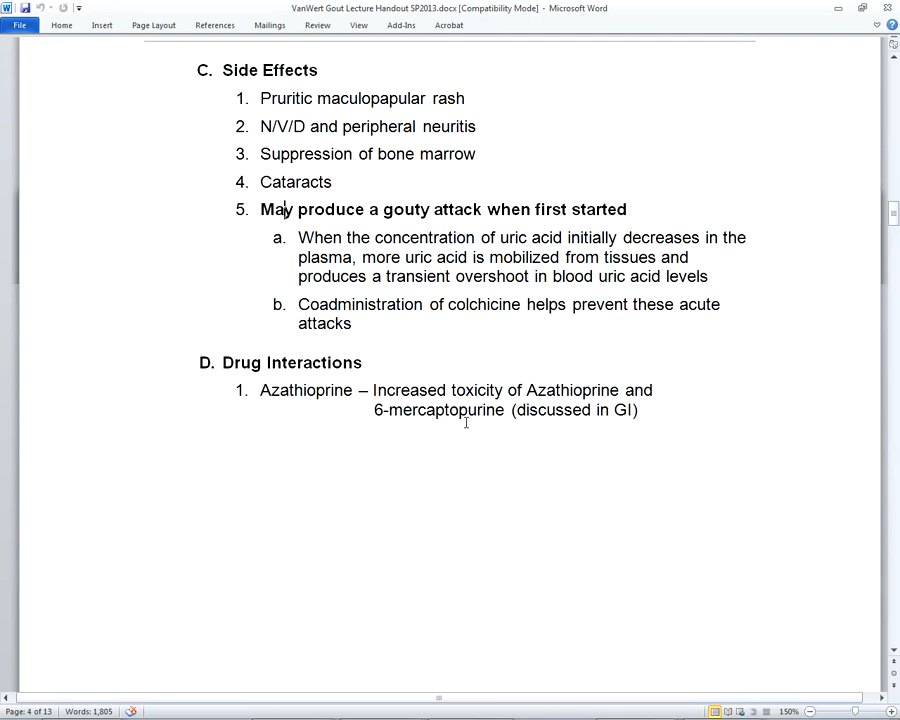 VanWert Gout Lecture Handout SP2013.docx [Compatibility Mode] - Microsoft Word
File Home Insert Page Layout References Mailings Review View Add-Ins Acrobat
C. Side Effects
1. Pruritic maculopapular rash
2. N/V/D and peripheral neuritis
3. Suppression of bone marrow
4. Cataracts
5. May produce a gouty attack when first started
a. When the concentration of uric acid initially decreases in the
plasma, more uric acid is mobilized from tissues and
produces a transient overshoot in blood uric acid levels
b. Coadministration of colchicine helps prevent these acute
attacks
D. Drug Interactions
1. Azathioprine – Increased toxicity of Azathioprine and
6-mercaptopurine (discussed in GI)
Page: 4 of 13 Words: 1,805 150%